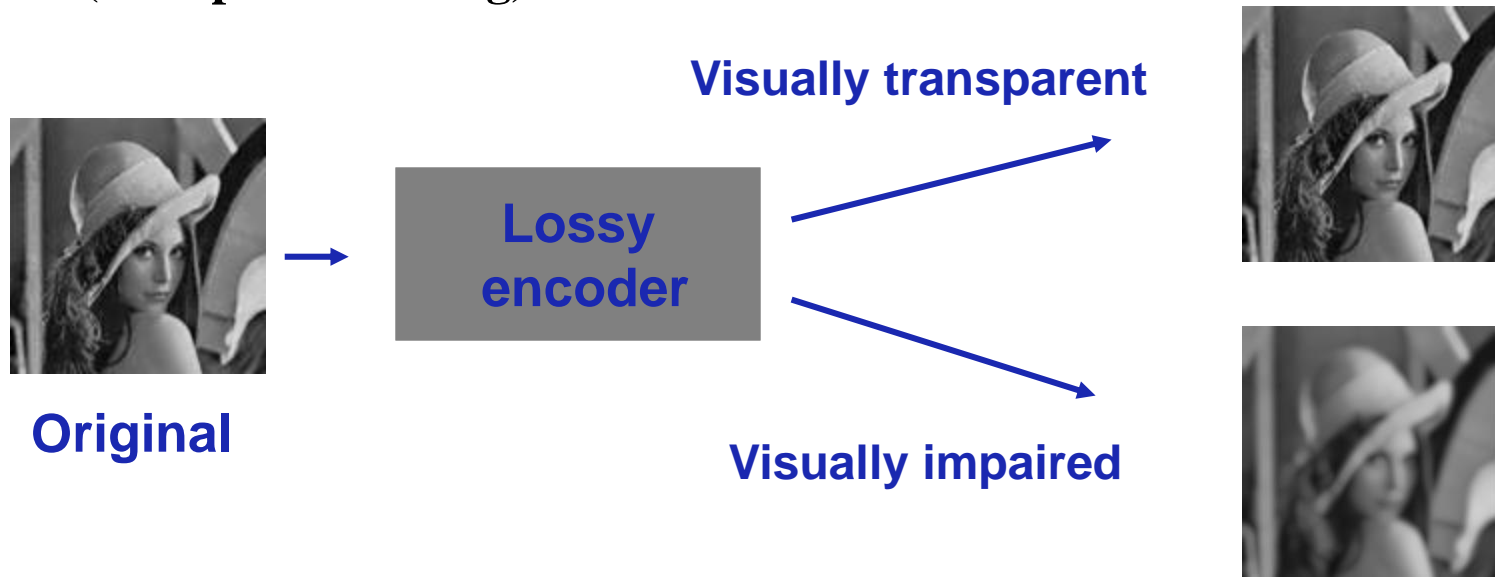 Visually transparent
Lossy
encoder
Original
Visually impaired